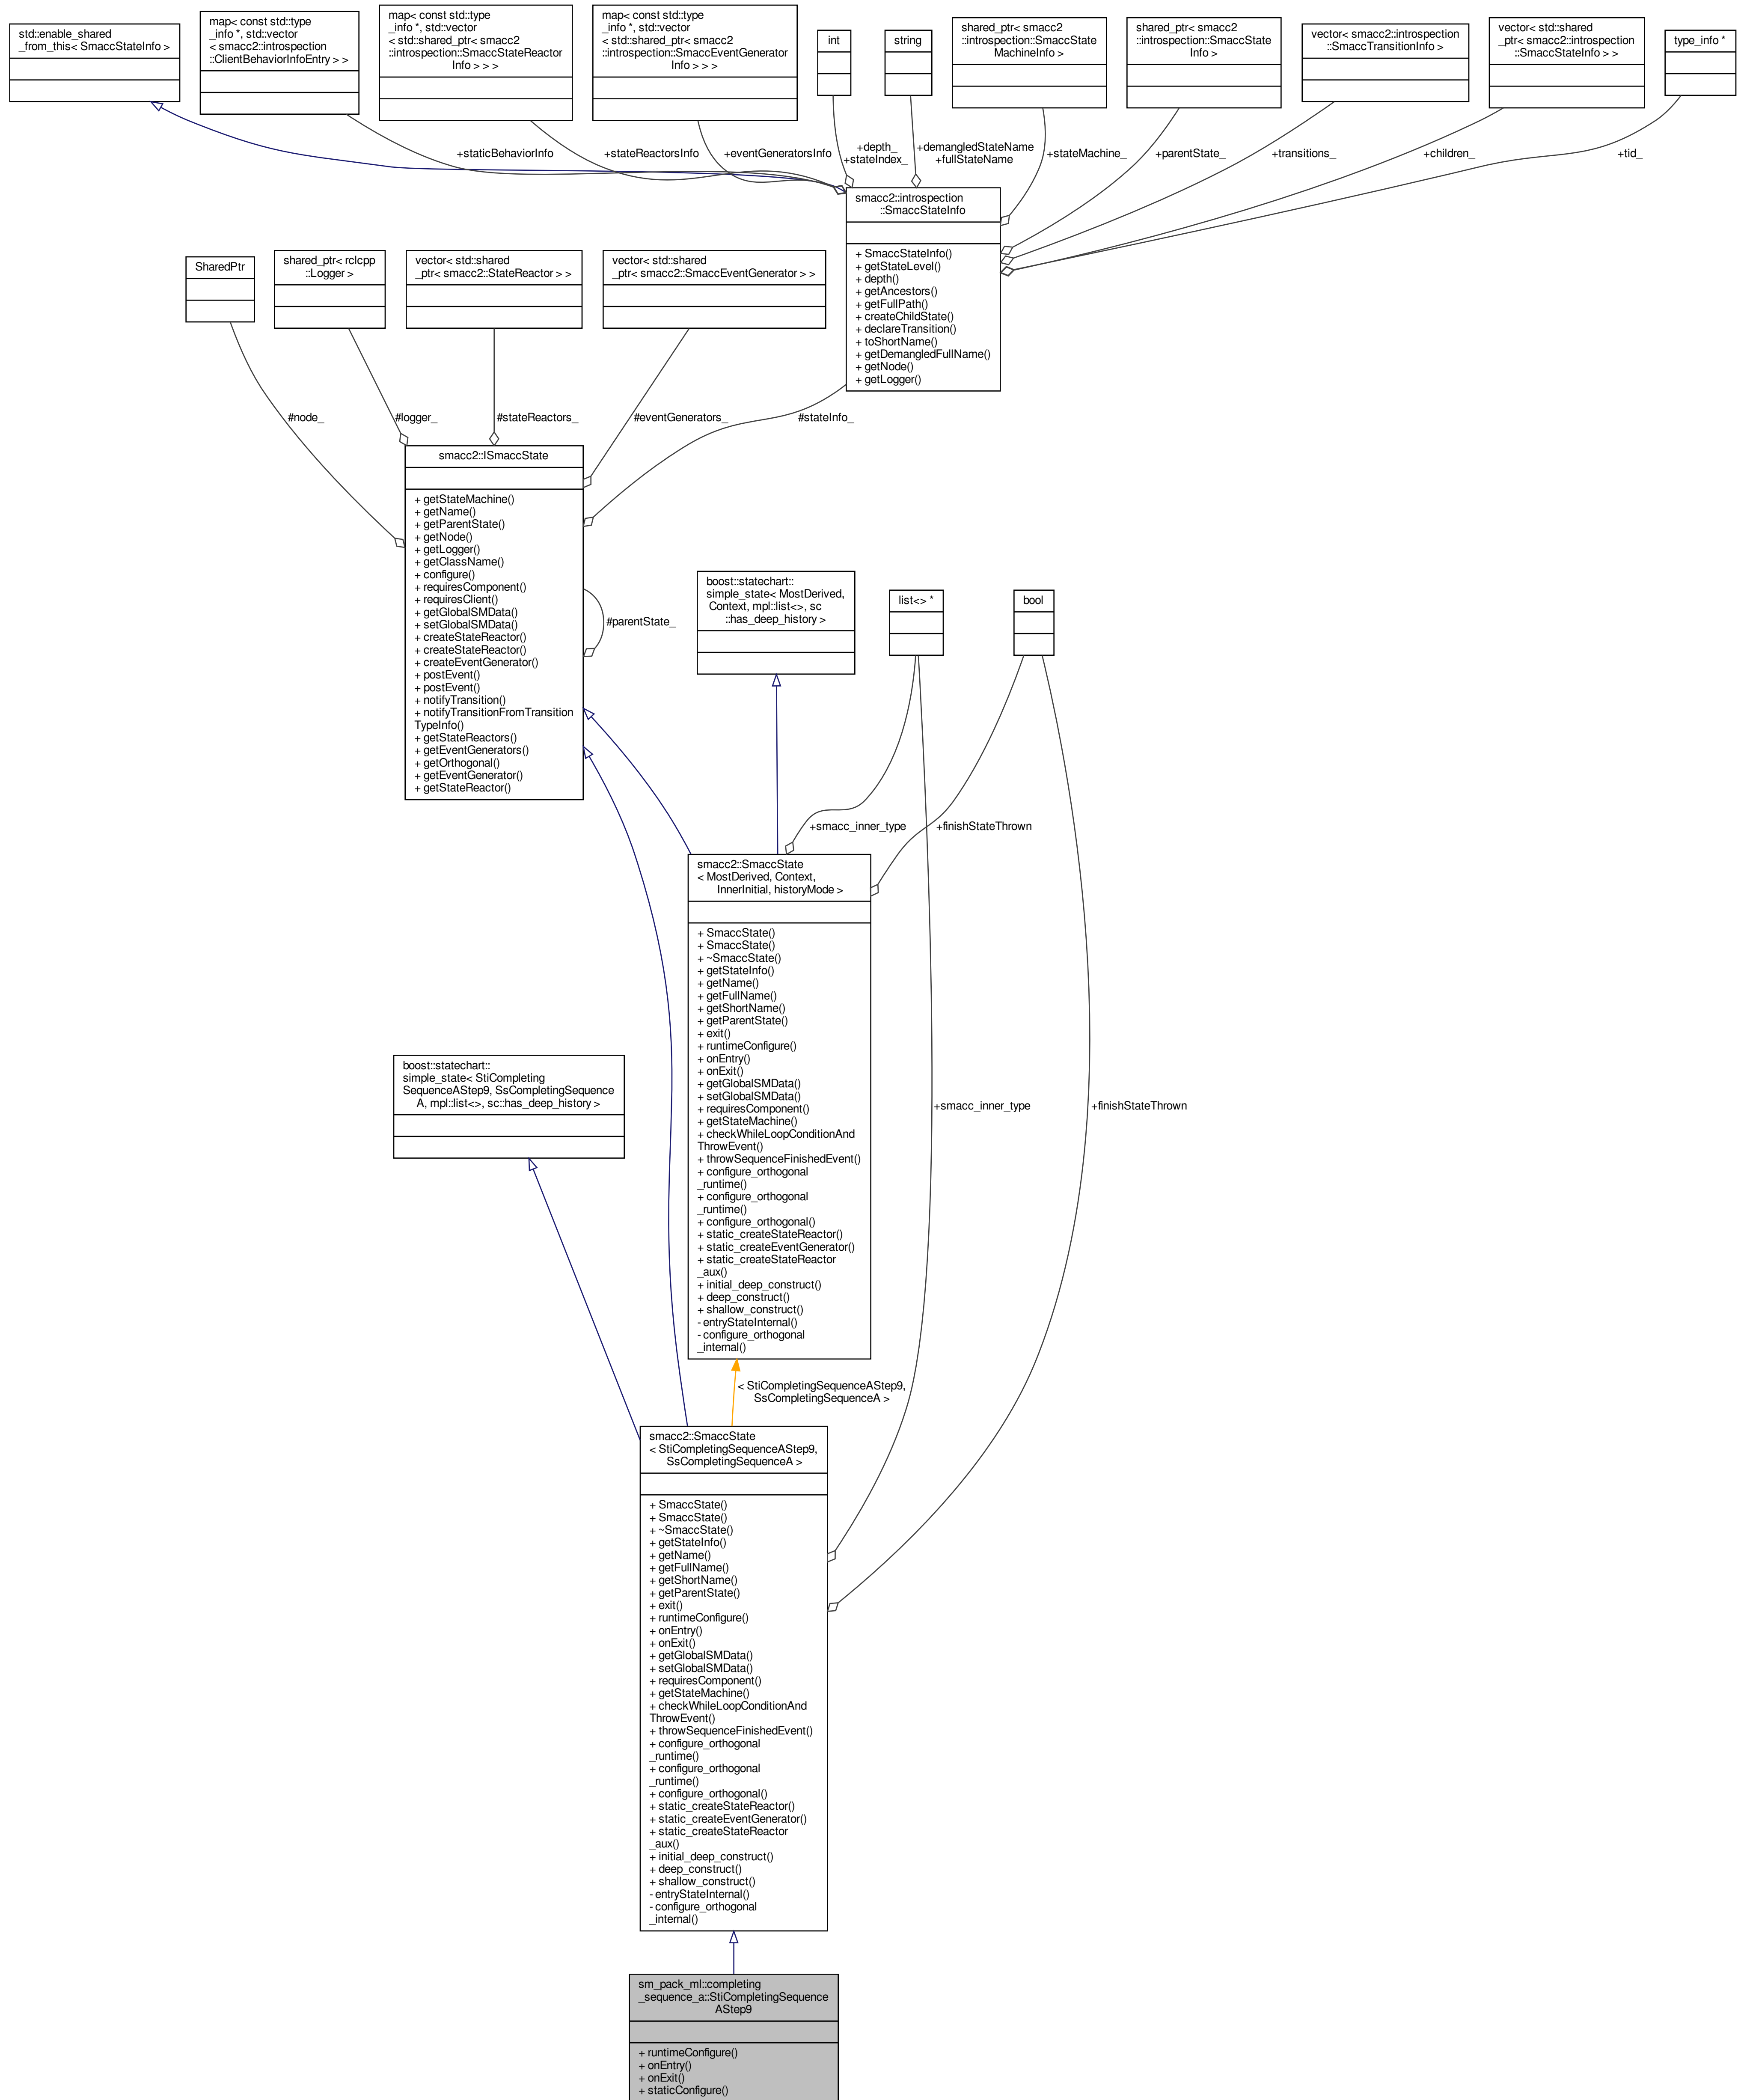 std::enable_shared
_from_this< SmaccStateInfo >
map< const std::type
_info *, std::vector
< smacc2::introspection
::ClientBehaviorInfoEntry > >
map< const std::type
_info *, std::vector
< std::shared_ptr< smacc2
::introspection::SmaccStateReactor
Info > > >
map< const std::type
_info *, std::vector
< std::shared_ptr< smacc2
::introspection::SmaccEventGenerator
Info > > >
int
string
shared_ptr< smacc2
::introspection::SmaccState
MachineInfo >
shared_ptr< smacc2
::introspection::SmaccState
Info >
vector< smacc2::introspection
::SmaccTransitionInfo >
vector< std::shared
_ptr< smacc2::introspection
::SmaccStateInfo > >
type_info *
+staticBehaviorInfo
+stateReactorsInfo
+eventGeneratorsInfo
+depth_
+stateIndex_
+demangledStateName
+fullStateName
+stateMachine_
+parentState_
+transitions_
+children_
+tid_
smacc2::introspection
::SmaccStateInfo
+ SmaccStateInfo()
+ getStateLevel()
+ depth()
+ getAncestors()
+ getFullPath()
+ createChildState()
+ declareTransition()
+ toShortName()
+ getDemangledFullName()
+ getNode()
+ getLogger()
SharedPtr
shared_ptr< rclcpp
::Logger >
vector< std::shared
_ptr< smacc2::StateReactor > >
vector< std::shared
_ptr< smacc2::SmaccEventGenerator > >
#node_
#logger_
#stateReactors_
#eventGenerators_
#stateInfo_
smacc2::ISmaccState
+ getStateMachine()
+ getName()
+ getParentState()
+ getNode()
+ getLogger()
+ getClassName()
+ configure()
+ requiresComponent()
+ requiresClient()
+ getGlobalSMData()
+ setGlobalSMData()
+ createStateReactor()
+ createStateReactor()
+ createEventGenerator()
+ postEvent()
+ postEvent()
+ notifyTransition()
+ notifyTransitionFromTransition
TypeInfo()
+ getStateReactors()
+ getEventGenerators()
+ getOrthogonal()
+ getEventGenerator()
+ getStateReactor()
#parentState_
boost::statechart::
simple_state< MostDerived,
Context, mpl::list<>, sc
::has_deep_history >
list<> *
bool
+smacc_inner_type
+finishStateThrown
smacc2::SmaccState
< MostDerived, Context,
InnerInitial, historyMode >
+ SmaccState()
+ SmaccState()
+ ~SmaccState()
+ getStateInfo()
+ getName()
+ getFullName()
+ getShortName()
+ getParentState()
+ exit()
+ runtimeConfigure()
+ onEntry()
+ onExit()
+ getGlobalSMData()
+ setGlobalSMData()
+ requiresComponent()
+ getStateMachine()
+ checkWhileLoopConditionAnd
ThrowEvent()
+ throwSequenceFinishedEvent()
+ configure_orthogonal
_runtime()
+ configure_orthogonal
_runtime()
+ configure_orthogonal()
+ static_createStateReactor()
+ static_createEventGenerator()
+ static_createStateReactor
_aux()
+ initial_deep_construct()
+ deep_construct()
+ shallow_construct()
- entryStateInternal()
- configure_orthogonal
_internal()
boost::statechart::
simple_state< StiCompleting
SequenceAStep9, SsCompletingSequence
A, mpl::list<>, sc::has_deep_history >
+smacc_inner_type
+finishStateThrown
< StiCompletingSequenceAStep9,
SsCompletingSequenceA >
smacc2::SmaccState
< StiCompletingSequenceAStep9,
SsCompletingSequenceA >
+ SmaccState()
+ SmaccState()
+ ~SmaccState()
+ getStateInfo()
+ getName()
+ getFullName()
+ getShortName()
+ getParentState()
+ exit()
+ runtimeConfigure()
+ onEntry()
+ onExit()
+ getGlobalSMData()
+ setGlobalSMData()
+ requiresComponent()
+ getStateMachine()
+ checkWhileLoopConditionAnd
ThrowEvent()
+ throwSequenceFinishedEvent()
+ configure_orthogonal
_runtime()
+ configure_orthogonal
_runtime()
+ configure_orthogonal()
+ static_createStateReactor()
+ static_createEventGenerator()
+ static_createStateReactor
_aux()
+ initial_deep_construct()
+ deep_construct()
+ shallow_construct()
- entryStateInternal()
- configure_orthogonal
_internal()
sm_pack_ml::completing
_sequence_a::StiCompletingSequence
AStep9
+ runtimeConfigure()
+ onEntry()
+ onExit()
+ staticConfigure()